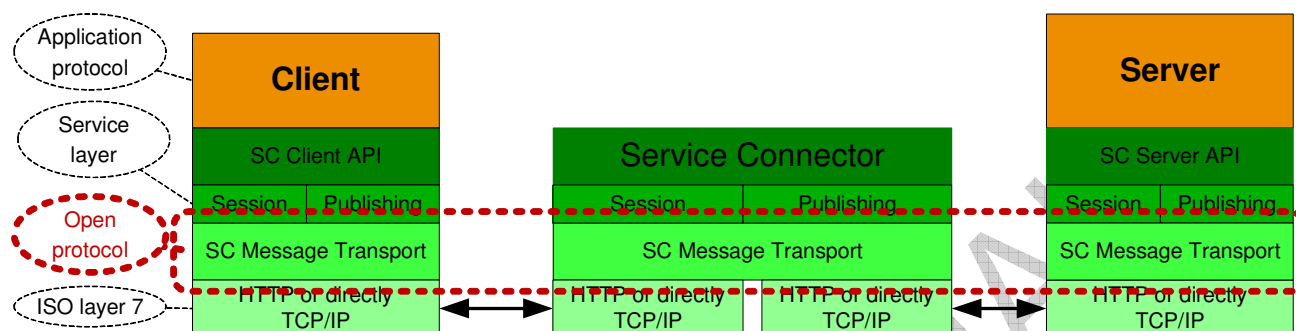 Application
protocol
Client
Server
Service
layer
SC Client API
Service Connector
SC Server API
Session Publishing
Session Publishing
Session Publishing
Open
protocol
SC Message Transport
SC Message Transport
SC Message Transport
ISO layer 7
HTTP or directly
TCP/IP
HTTP or directly
TCP/IP
HTTP or directly
TCP/IP
HTTP or directly
TCP/IP